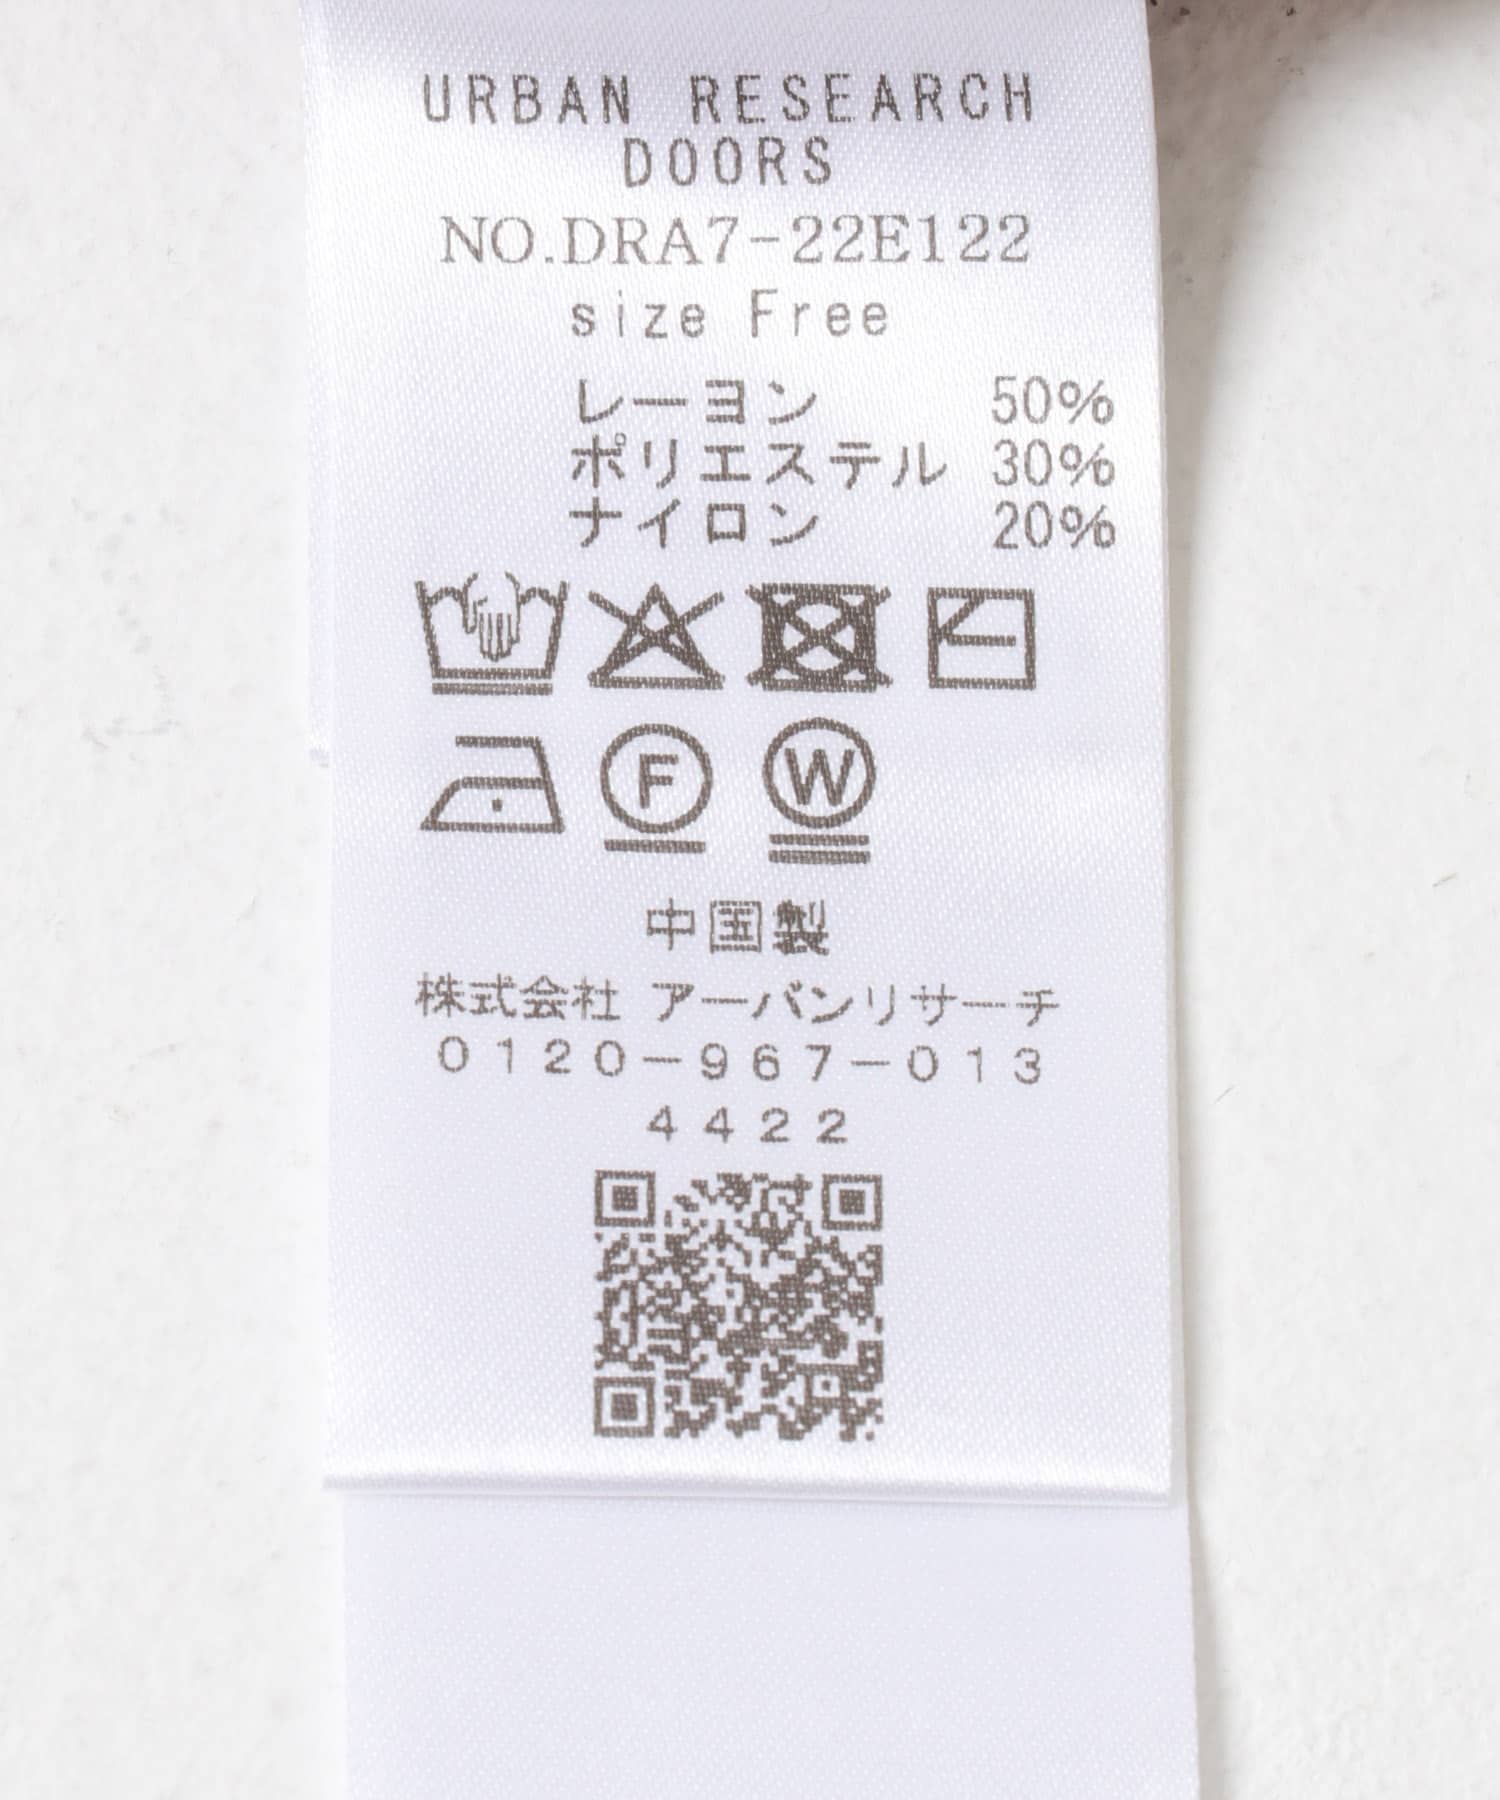 URBAN RESEARCH
DOORS
NO.DRA7-22E122
size Free
レーヨン 50%
ポリエステル 30%
ナイロン 20%
F W
中国製
株式会社 アーバンリサーチ
0120-967-013
4422